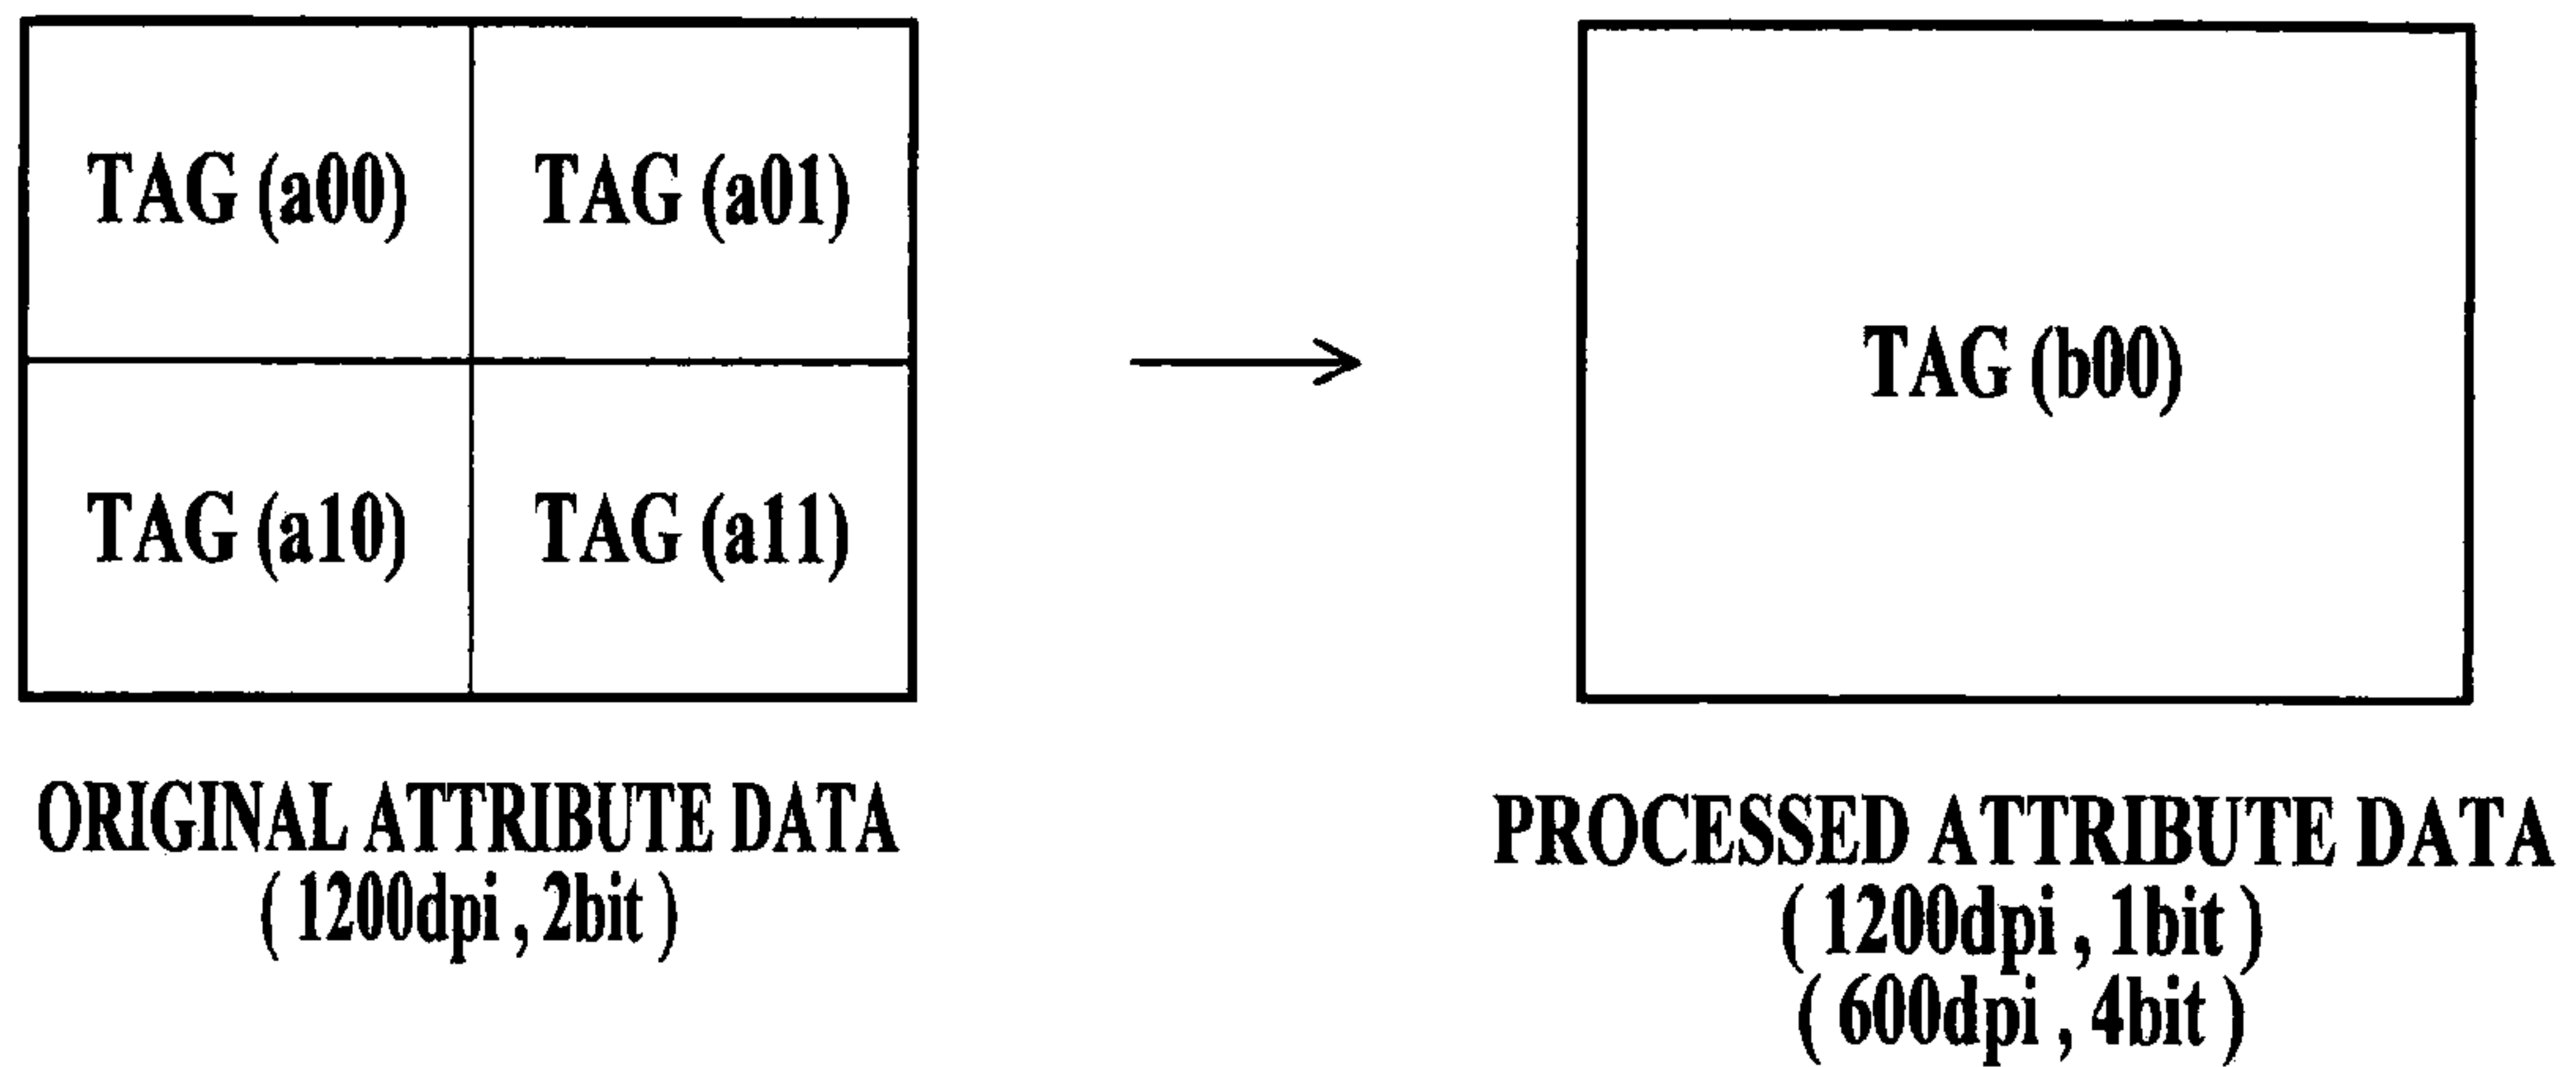 TAG (a00) TAG (a01)
TAG (b00)
TAG (a10) TAG (a11)
ORIGINAL ATTRIBUTE DATA
( 1200dpi , 2bit )
PROCESSED ATTRIBUTE DATA
( 1200dpi , 1bit )
( 600dpi , 4bit )